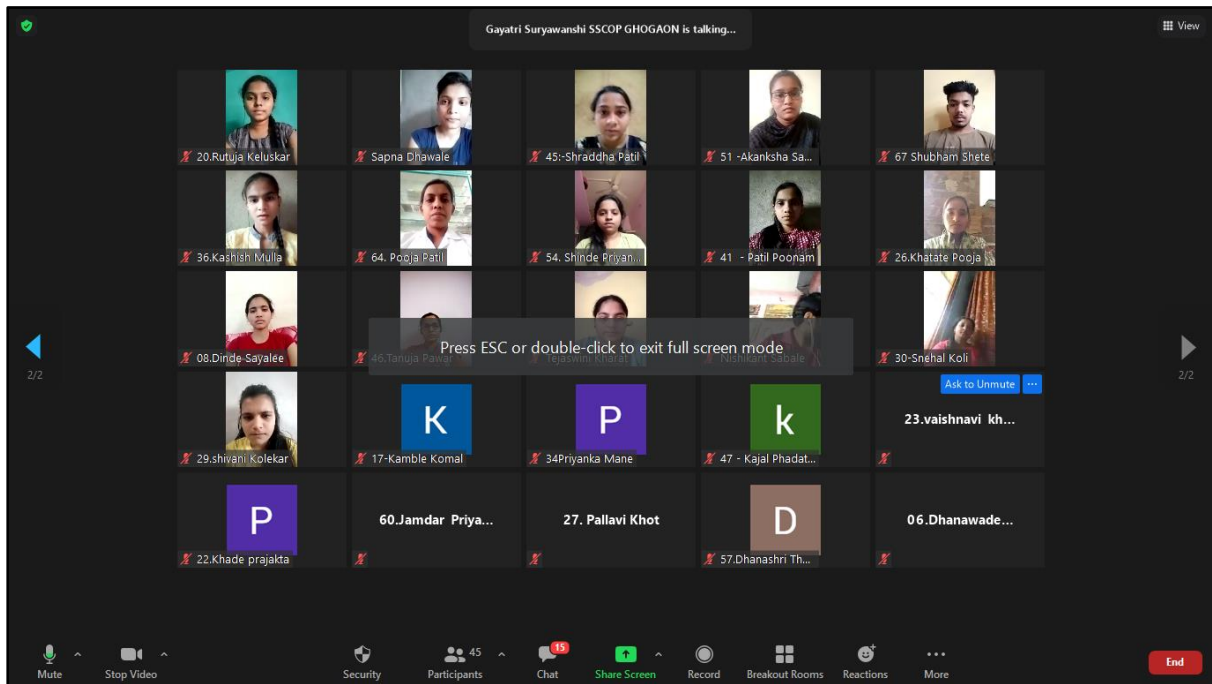 Gayatri Suryawanshi SSCOP GHOGAON is talking...
View
20.Rutuja Keluskar
Sapna Dhawale
45:-Shraddha Patil
51 -Akanksha Sa...
67 Shubham Shete
36.Kashish Mulla
64. Pooja Patil
54. Shinde Priyan...
41 - Patil Poonam
26.Khatate Pooja
08.Dinde Sayalee
46.Tanuja Pawar
Tejaswini Kharat
Nishikant Sabale
30-Snehal Koli
Press ESC or double-click to exit full screen mode
2/2
2/2
29.shivani Kolekar
K
17-Kamble Komal
P
34Priyanka Mane
k
47 - Kajal Phadat...
Ask to Unmute ...
23.vaishnavi kh...
P
22.Khade prajakta
60.Jamdar Priya...
27. Pallavi Khot
D
57.Dhanashri Th...
06.Dhanawade...
Mute
Stop Video
Security
45
Participants
15
Chat
Share Screen
Record
Breakout Rooms
Reactions
More
End